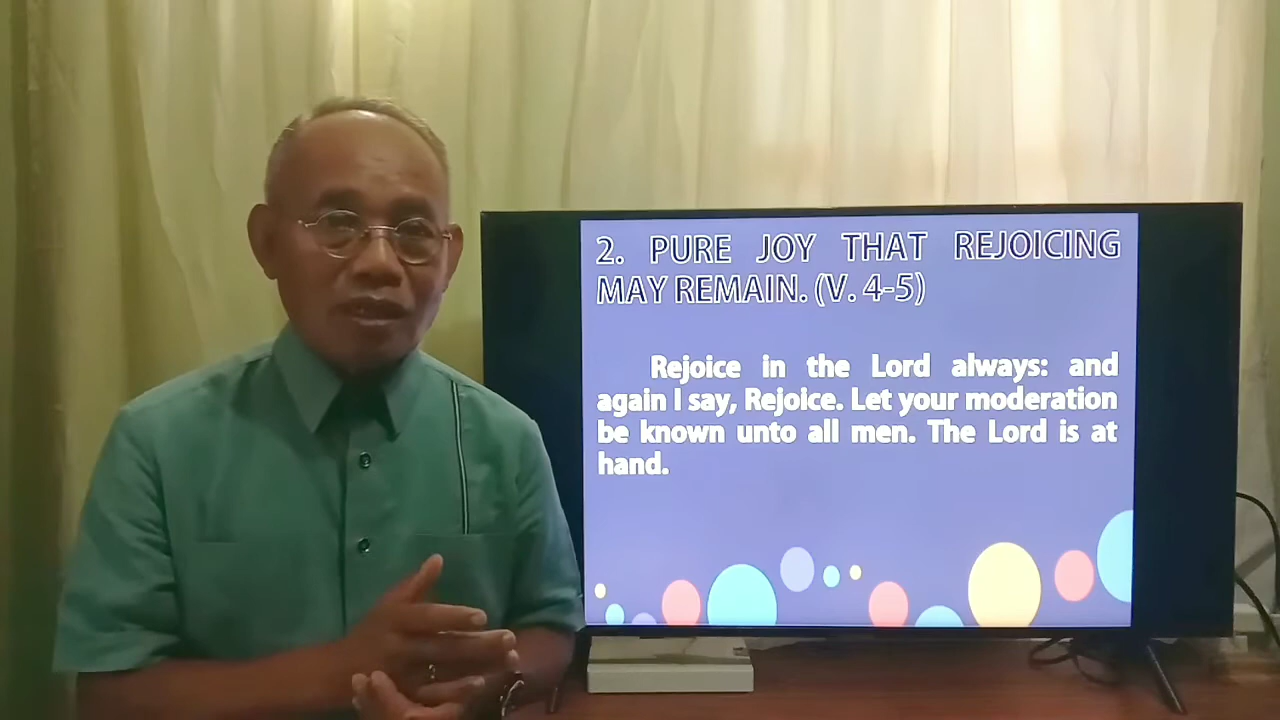 2. PURE JOY THAT REJOICING
MAY REMAIN. (V. 4-5)
Rejoice in the Lord always: and
again I say, Rejoice. Let your moderation
be known unto all men. The Lord is at
hand.